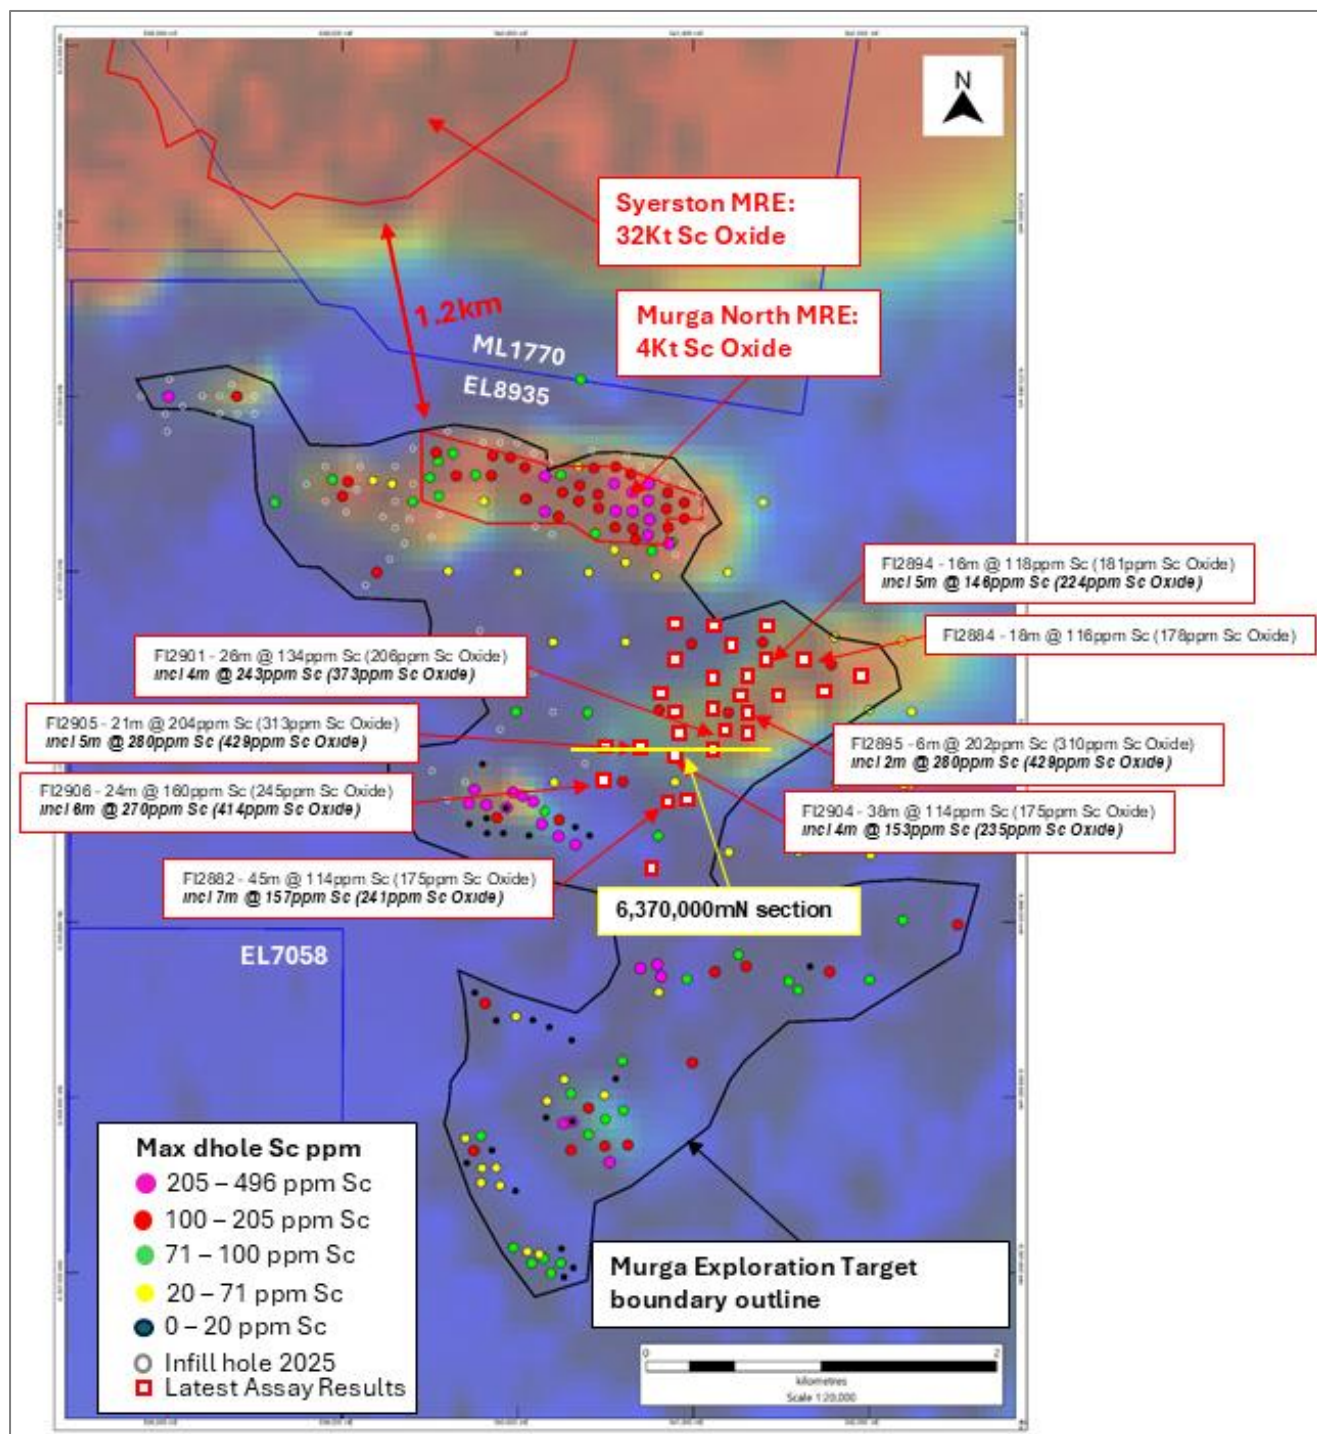 N
Syerston MRE:
32Kt Sc Oxide
1.2km
Murga North MRE:
4Kt Sc Oxide
ML1770
EL8935
FI2894 - 16m @ 118ppm Sc (181ppm Sc Oxide)
incl 5m @ 146ppm Sc (224ppm Sc Oxide)
FI2884 - 18m @ 116ppm Sc (178ppm Sc Oxide)
FI2901 - 26m @ 134ppm Sc (206ppm Sc Oxide)
incl 4m @ 243ppm Sc (373ppm Sc Oxide)
FI2905 - 21m @ 204ppm Sc (313ppm Sc Oxide)
incl 5m @ 280ppm Sc (429ppm Sc Oxide)
FI2895 - 6m @ 202ppm Sc (310ppm Sc Oxide)
incl 2m @ 280ppm Sc (429ppm Sc Oxide)
FI2906 - 24m @ 160ppm Sc (245ppm Sc Oxide)
incl 6m @ 270ppm Sc (414ppm Sc Oxide)
FI2904 - 38m @ 114ppm Sc (175ppm Sc Oxide)
incl 4m @ 153ppm Sc (235ppm Sc Oxide)
FI2882 - 45m @ 114ppm Sc (175ppm Sc Oxide)
incl 7m @ 157ppm Sc (241ppm Sc Oxide)
6,370,000mN section
EL7058
Max dhole Sc ppm
205 – 496 ppm Sc
100 – 205 ppm Sc
71 – 100 ppm Sc
20 – 71 ppm Sc
0 – 20 ppm Sc
Infill hole 2025
Latest Assay Results
Murga Exploration Target
boundary outline
0 2
kilometres
Scale 1:20,000